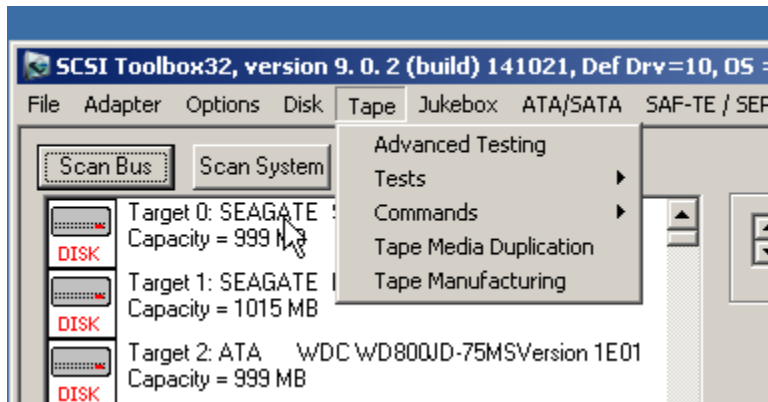 SCSI Toolbox32, version 9. 0. 2 (build) 141021, Def Drv=10, OS =
File Adapter Options Disk Tape Jukebox ATA/SATA SAF-TE / SEP
Scan Bus Scan System
Advanced Testing
Tests
Commands
Tape Media Duplication
Tape Manufacturing
DISK Target 0: SEAGATE
Capacity = 999
DISK Target 1: SEAGATE
Capacity = 1015 MB
DISK Target 2: ATA WDC WD800JD-75MSVersion 1E01
Capacity = 999 MB